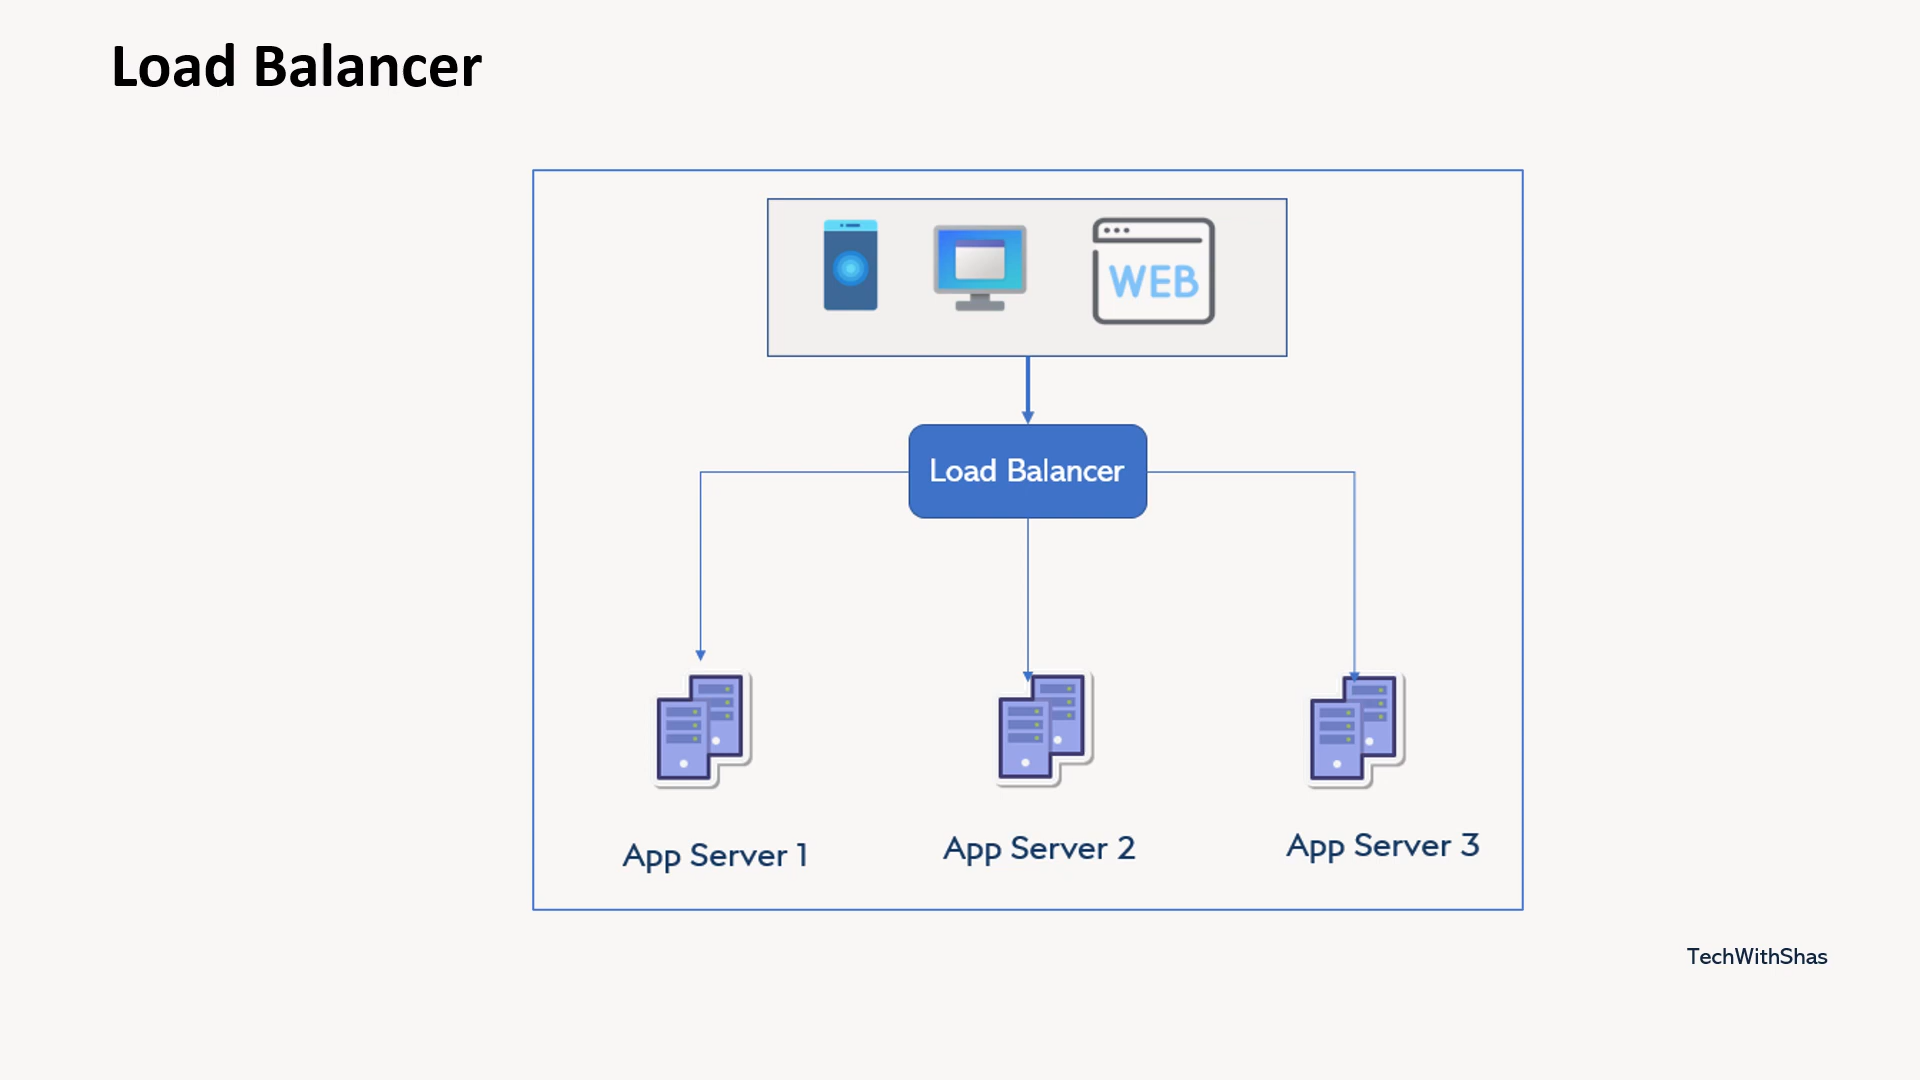 Load Balancer
WEB
Load Balancer
App Server 1
App Server 2
App Server 3
TechWithShas